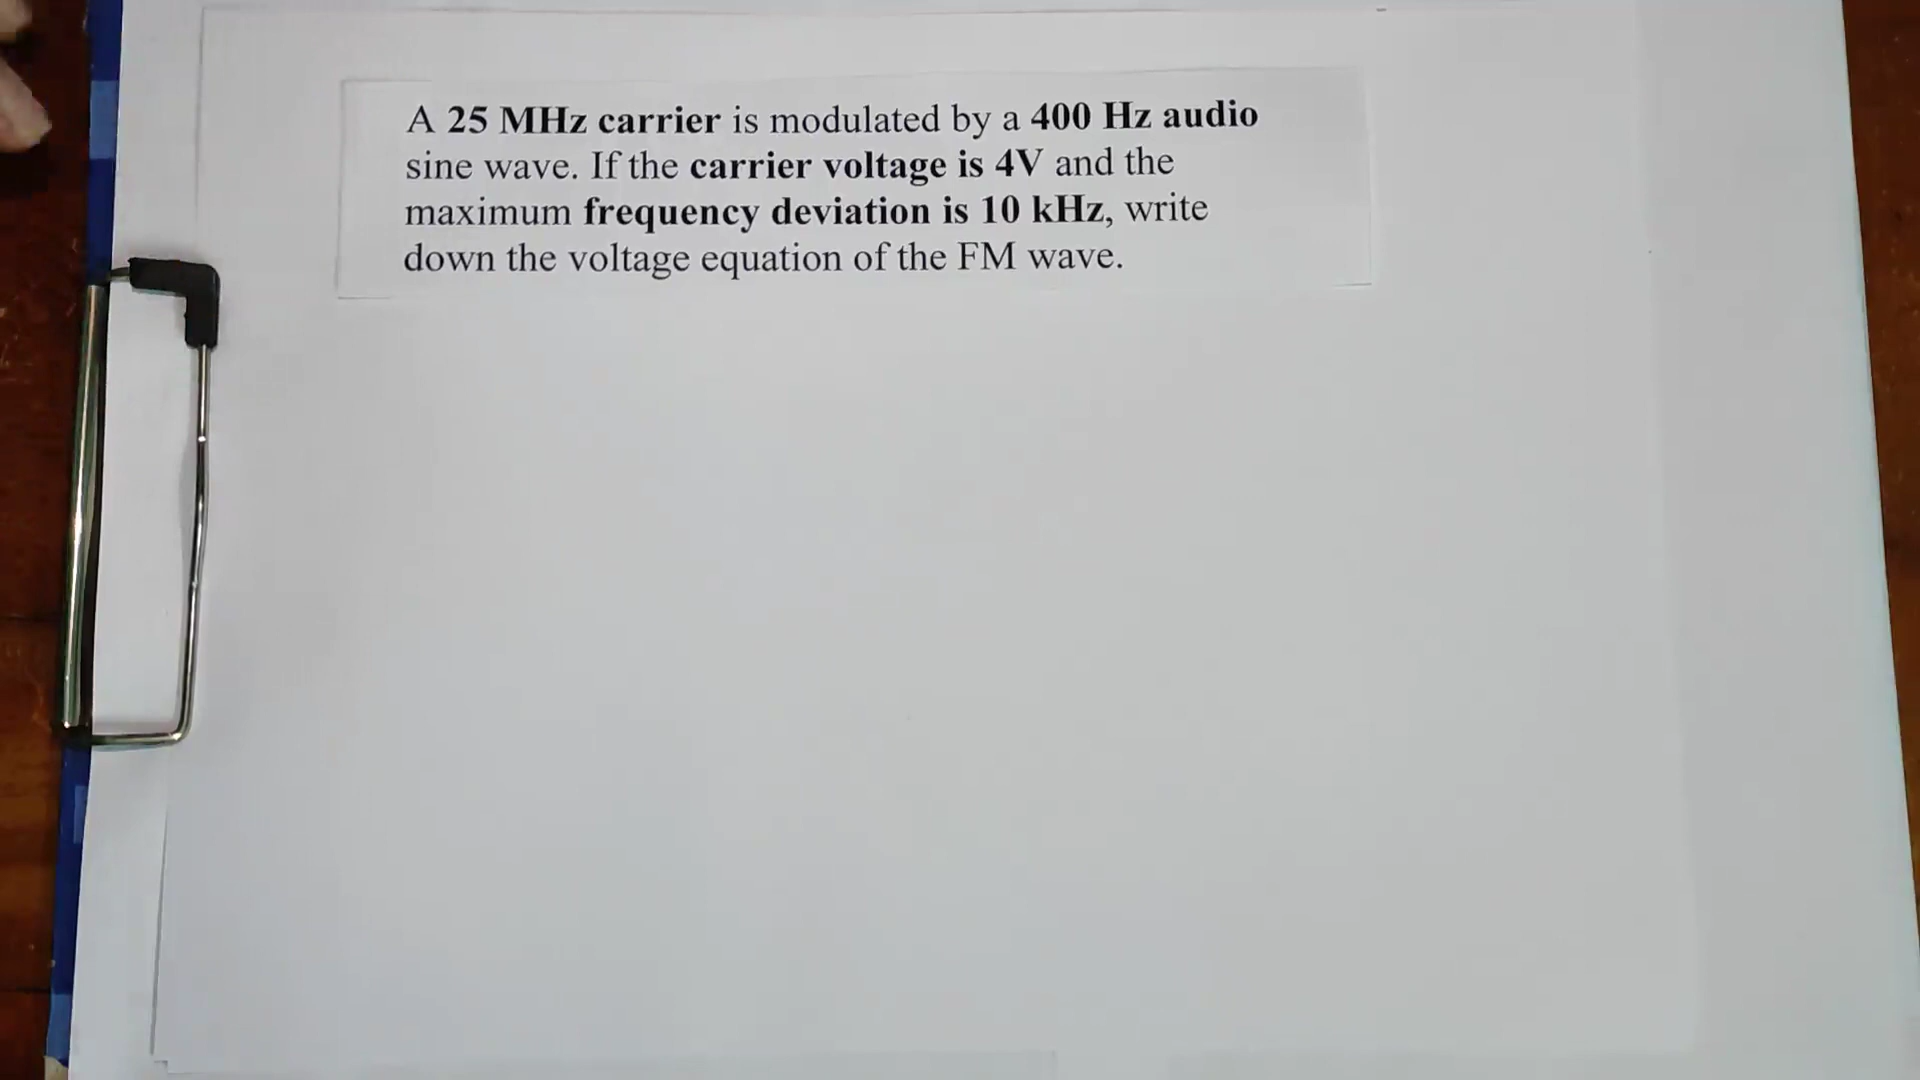 A 25 MHz carrier is modulated by a 400 Hz audio
sine wave. If the carrier voltage is 4V and the
maximum frequency deviation is 10 kHz, write
down the voltage equation of the FM wave.